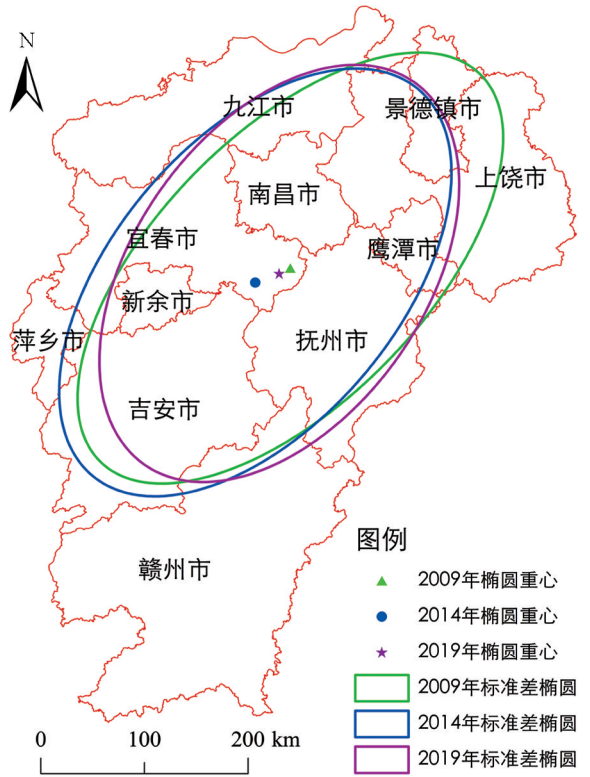 N
九江市
景德镇市
上饶市
南昌市
宜春市
鹰潭市
新余市
萍乡市
抚州市
吉安市
赣州市
图例
2009年椭圆重心
2014年椭圆重心
2019年椭圆重心
2009年标准差椭圆
2014年标准差椭圆
2019年标准差椭圆
0 100 200 km